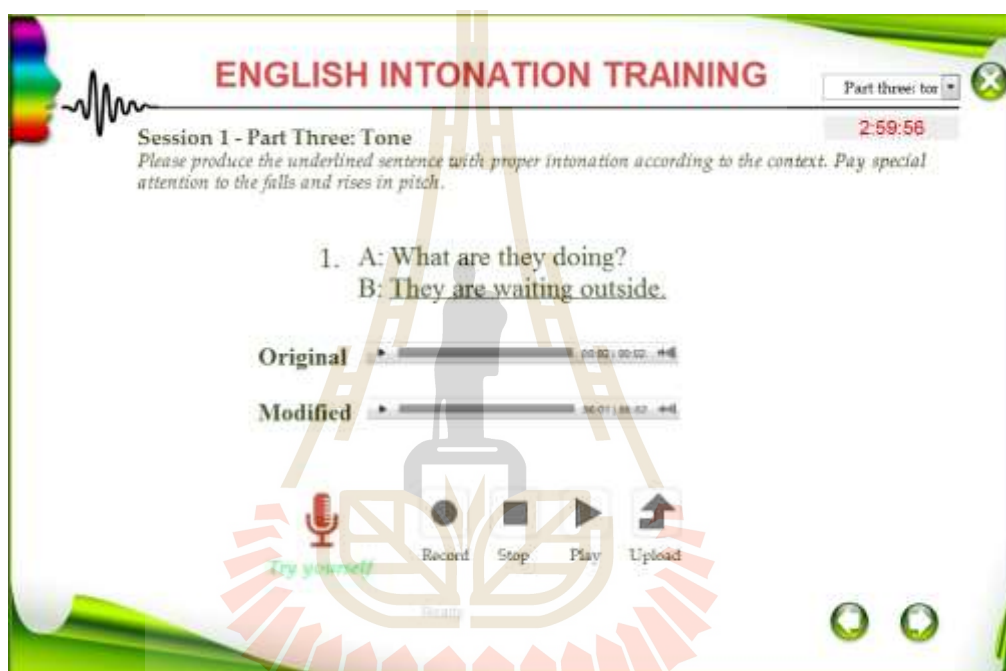 ENGLISH INTONATION TRAINING
Part three: ton
2:59:56
Session 1 - Part Three: Tone
Please produce the underlined sentence with proper intonation according to the context. Pay special
attention to the falls and rises in pitch.
1. A: What are they doing?
B: They are waiting outside.
Original
Modified
Try yourself
Record Stop Play Upload